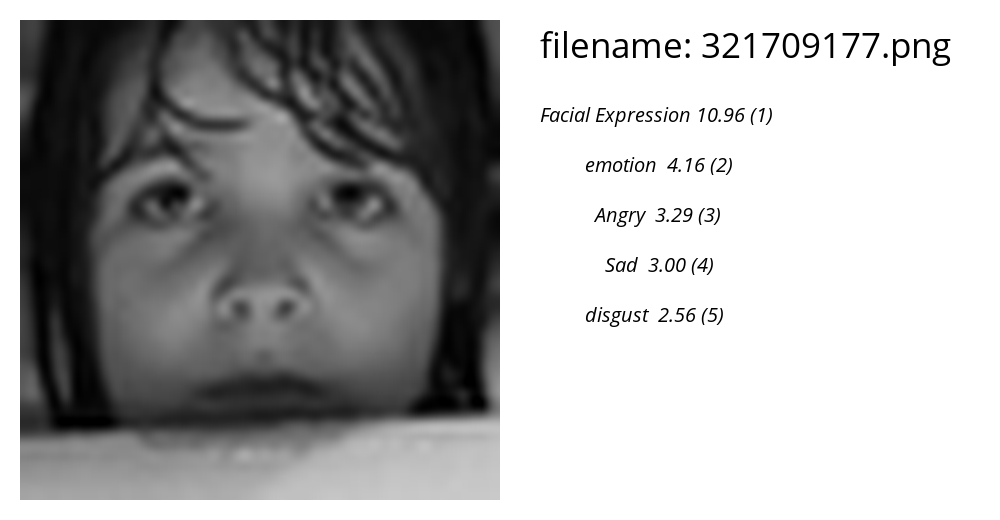 filename: 321709177.png
Facial Expression 10.96 (1)
emotion 4.16 (2)
Angry 3.29 (3)
Sad 3.00 (4)
disgust 2.56 (5)